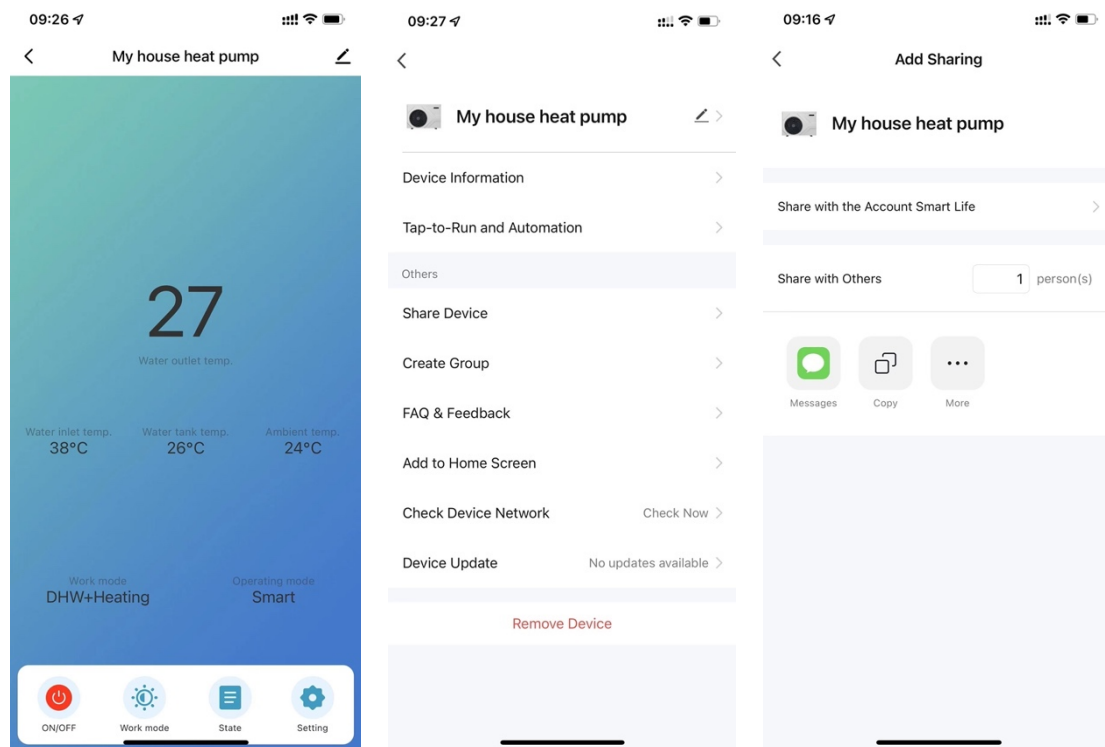 09:26
My house heat pump
27
Water outlet temp.
Water inlet temp.
38°C
Water tank temp.
26°C
Ambient temp.
24°C
Work mode
DHW+Heating
Operating mode
Smart
ON/OFF
Work mode
State
Setting
09:27
My house heat pump
Device Information
Tap-to-Run and Automation
Others
Share Device
Create Group
FAQ & Feedback
Add to Home Screen
Check Device Network Check Now
Device Update No updates available
Remove Device
09:16
Add Sharing
My house heat pump
Share with the Account Smart Life
Share with Others 1 person(s)
Messages
Copy
More